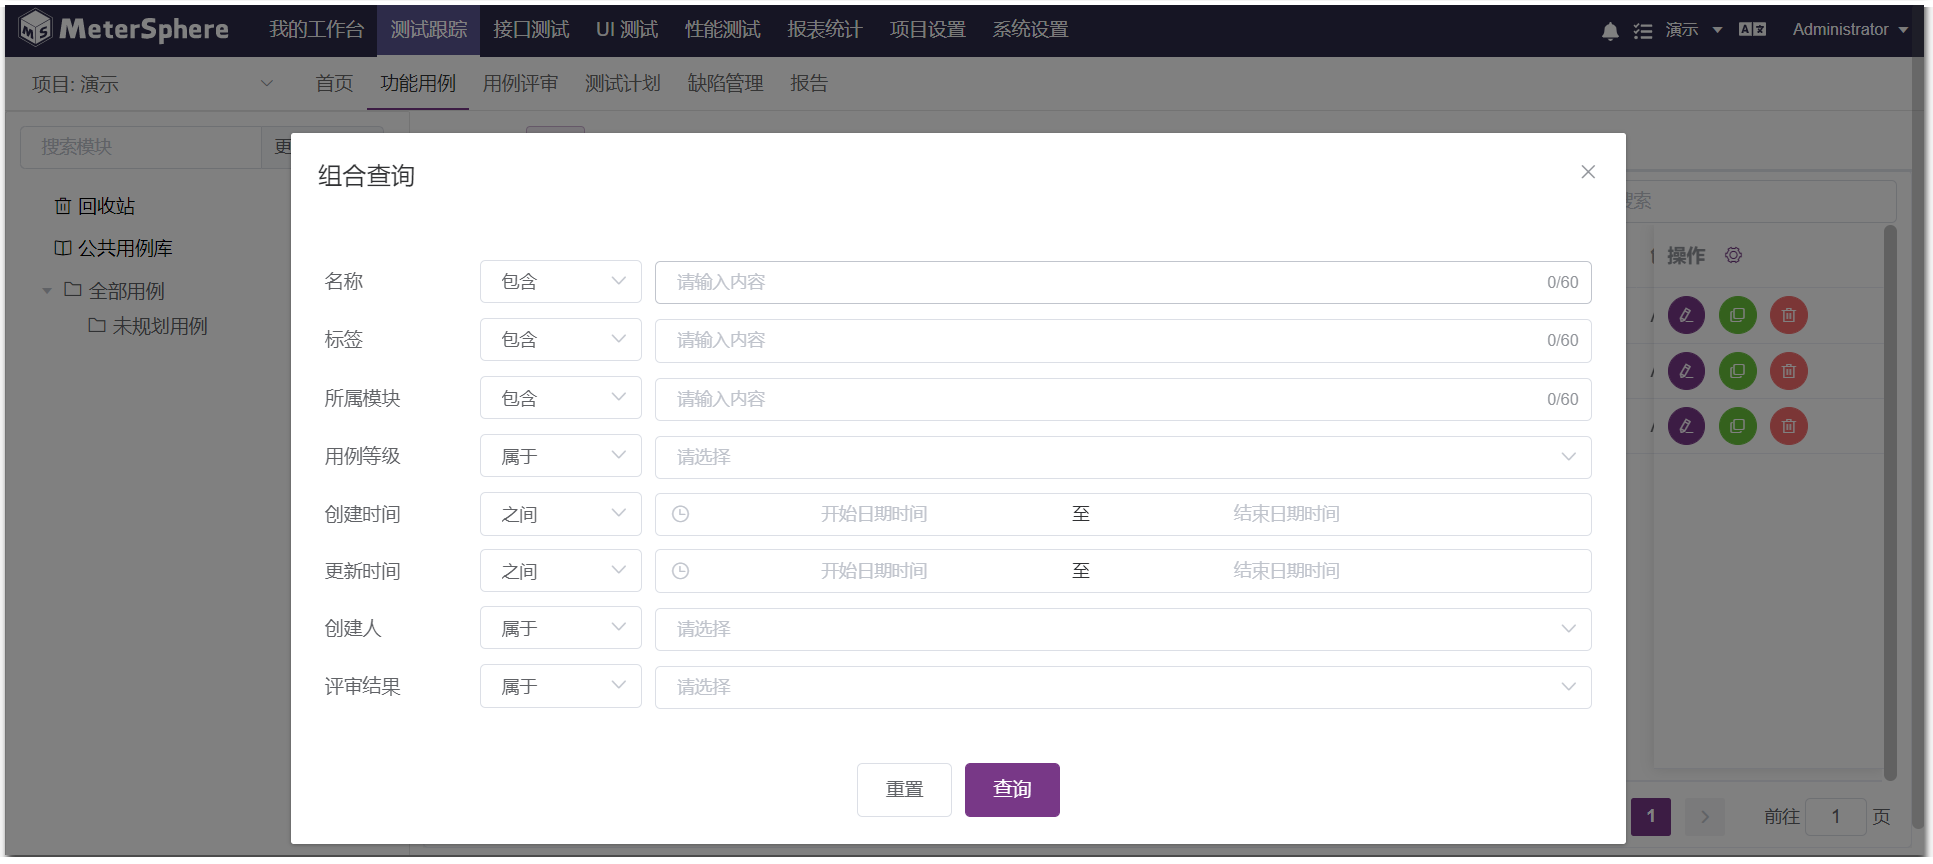 MeterSphere 我的工作台 测试跟踪 接口测试 UI 测试 性能测试 报表统计 项目设置 系统设置 演示 Administrator
项目: 演示 首页 功能用例 用例评审 测试计划 缺陷管理 报告
搜索模块 更
组合查询
回收站
公共用例库
全部用例
未规划用例
搜索
操作
名称 包含 请输入内容 0/60
标签 包含 请输入内容 0/60
所属模块 包含 请输入内容 0/60
用例等级 属于 请选择
创建时间 之间 开始日期时间 至 结束日期时间
更新时间 之间 开始日期时间 至 结束日期时间
创建人 属于 请选择
评审结果 属于 请选择
重置 查询
1 前往 1 页